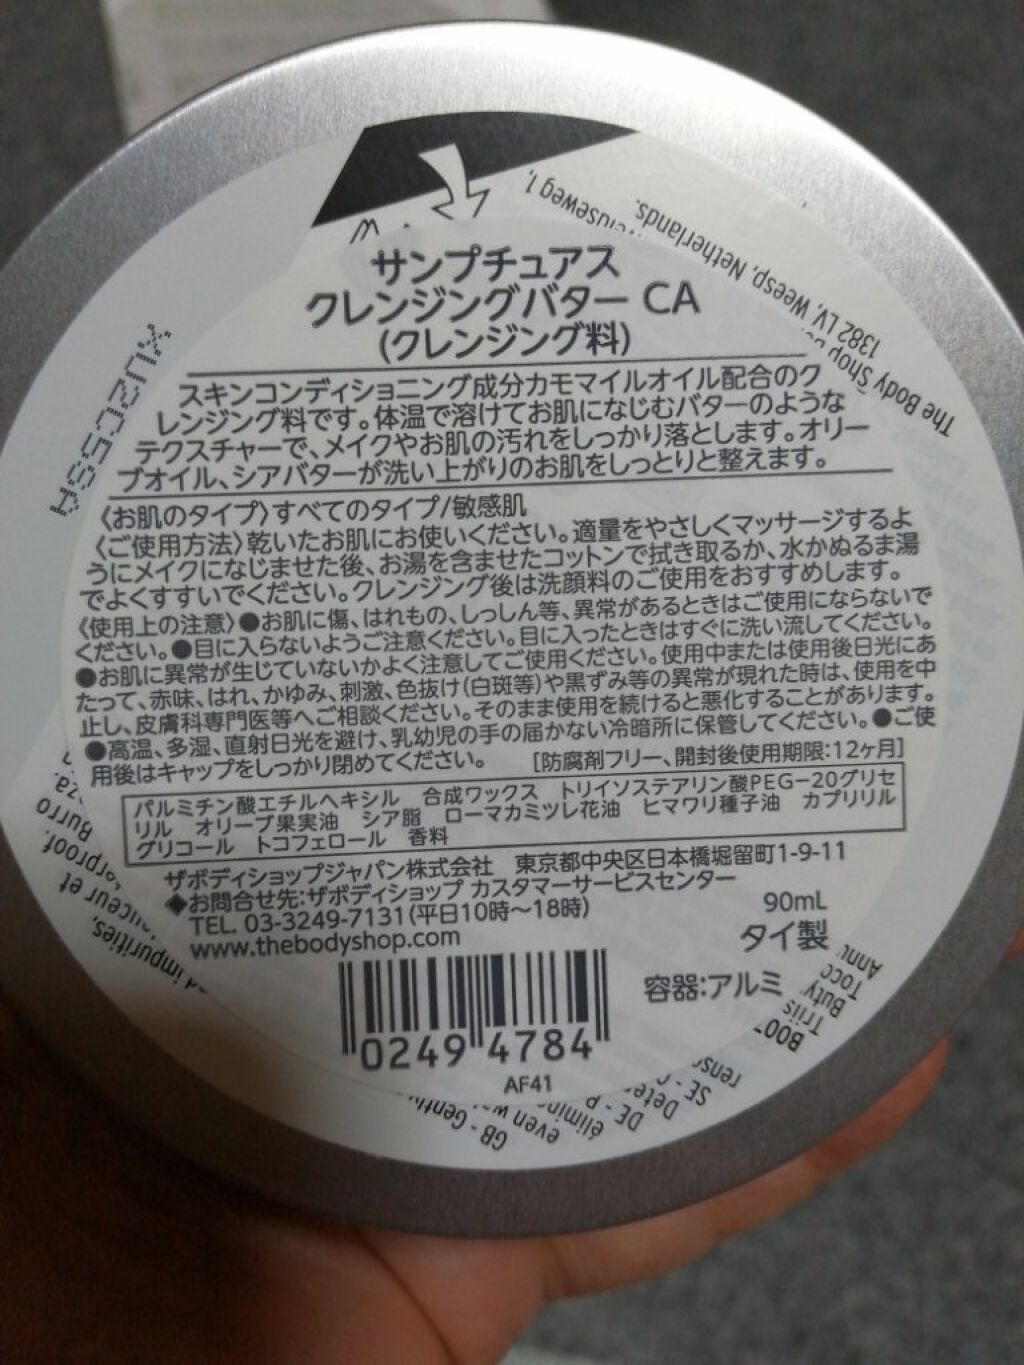 サンプチュアス
クレンジングバター CA
(クレンジング料)
スキンコンディショニング成分カモマイルオイル配合のク
レンジング料です。体温で溶けてお肌になじむバターのような
テクスチャーで、メイクやお肌の汚れをしっかり落とします。オリー
ブオイル、シアバターが洗い上がりのお肌をしっとりと整えます。
〈お肌のタイプ〉すべてのタイプ/敏感肌
〈ご使用方法〉乾いたお肌にお使いください。適量をやさしくマッサージするよ
うにメイクになじませた後、お湯を含ませたコットンで拭き取るか、水かぬるま湯
でよくすすいでください。クレンジング後は洗顔料のご使用をおすすめします。
〈使用上の注意〉●お肌に傷、はれもの、しっしん等、異常があるときはご使用にならないで
ください。●目に入らないようご注意ください。目に入ったときはすぐに洗い流してください。
●お肌に異常が生じていないかよく注意してご使用ください。使用中または使用後日光にあ
たって、赤味、はれ、かゆみ、刺激、色抜け(白斑等)や黒ずみ等の異常が現れた時は、使用を中
止し、皮膚科専門医等へご相談ください。そのまま使用を続けると悪化することがあります。
●高温、多湿、直射日光を避け、乳幼児の手の届かない冷暗所に保管してください。●ご使
用後はキャップをしっかり閉めてください。 [防腐剤フリー、開封後使用期限:12ヶ月]
パルミチン酸エチルヘキシル 合成ワックス トリイソステアリン酸PEG-20グリセ
リル オリーブ果実油 シア脂 ローマカミツレ花油 ヒマワリ種子油 カプリリル
グリコール トコフェロール 香料
ザボディショップジャパン株式会社 東京都中央区日本橋堀留町1-9-11
◆お問合せ先:ザボディショップ カスタマーサービスセンター
TEL. 03-3249-7131(平日10時～18時)
www.thebodyshop.com
90mL
タイ製
容器:アルミ
0249 4784
AF41
The Body Shop
1382 LV, Weesp, Netherlands.
XU2C59A
impurities,
even
GB - Gently
DE -
SE -
Burro